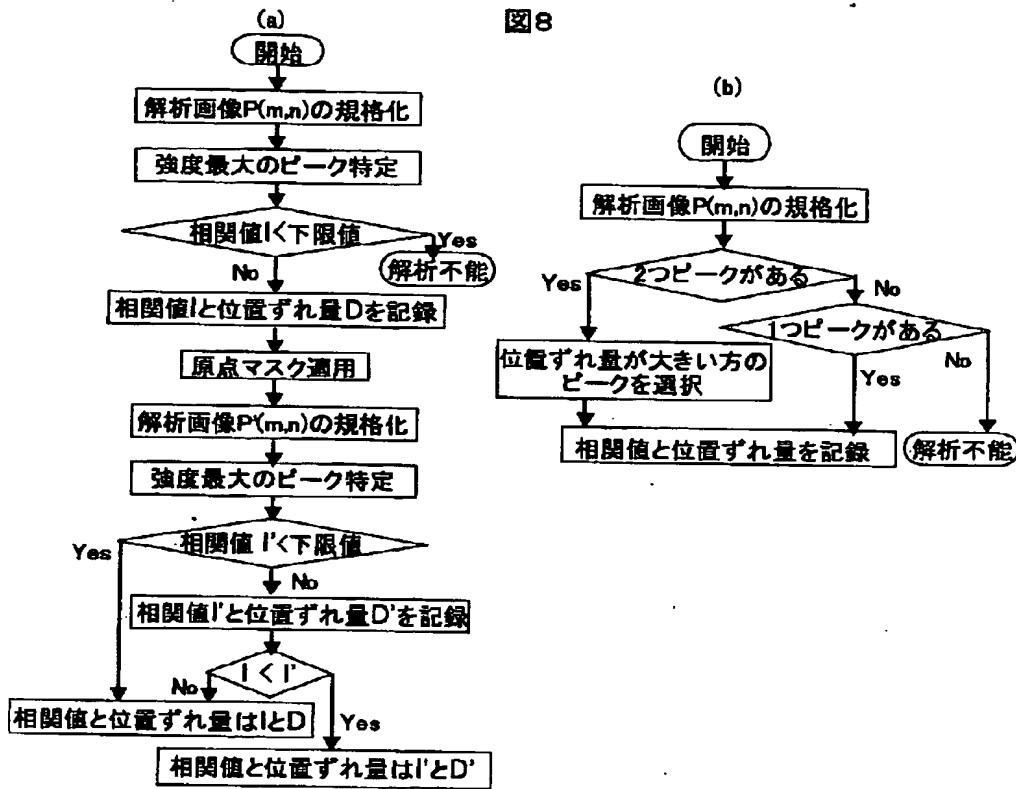 図8
(a)
開始
解析画像P(m,n)の規格化
強度最大のピーク特定
相関値I<下限値
Yes
解析不能
No
相関値Iと位置ずれ量Dを記録
原点マスク適用
解析画像P'(m,n)の規格化
強度最大のピーク特定
相関値I'<下限値
Yes
No
相関値I'と位置ずれ量D'を記録
I < I'
No
相関値と位置ずれ量はIとD
Yes
相関値と位置ずれ量はI'とD'
(b)
開始
解析画像P(m,n)の規格化
2つピークがある
Yes
No
1つピークがある
位置ずれ量が大きい方の
ピークを選択
Yes
No
相関値と位置ずれ量を記録
解析不能